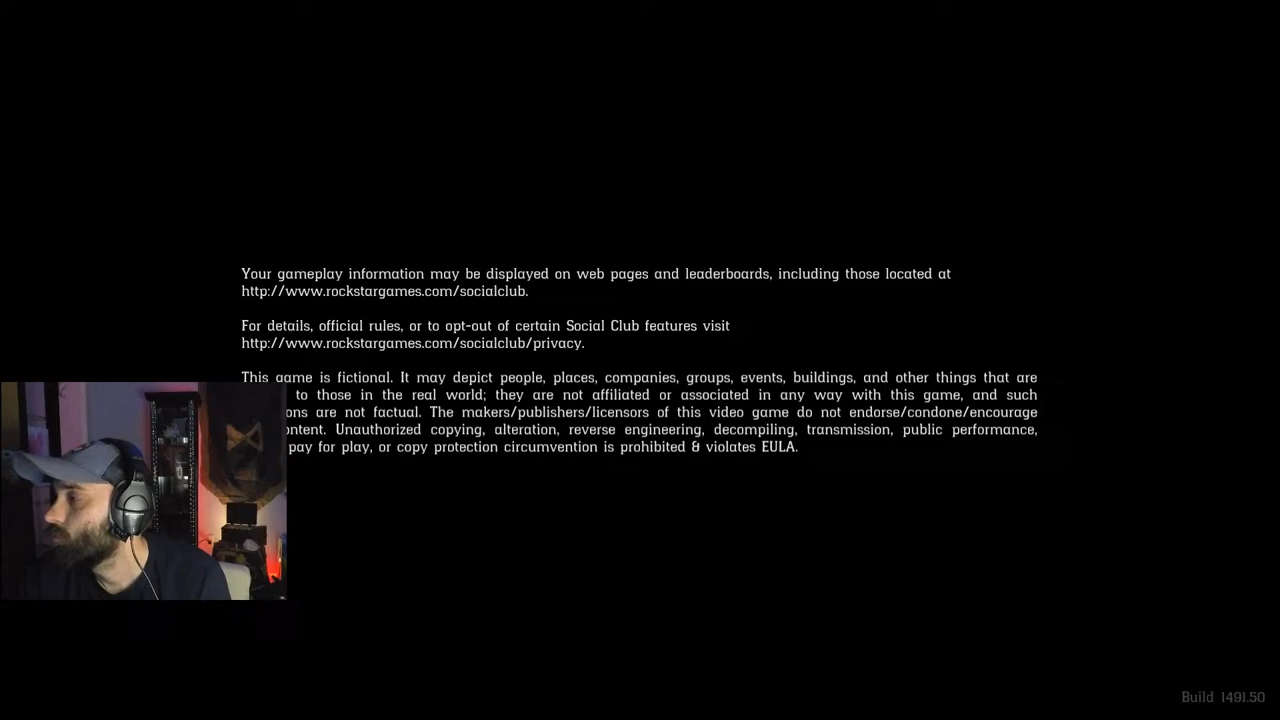 Your gameplay information may be displayed on web pages and leaderboards, including those located at
http://www.rockstargames.com/socialclub.
For details, official rules, or to opt-out of certain Social Club features visit
http://www.rockstargames.com/socialclub/privacy.
This game is fictional. It may depict people, places, companies, groups, events, buildings, and other things that are
to those in the real world; they are not affiliated or associated in any way with this game, and such
are not factual. The makers/publishers/licensors of this video game do not endorse/condone/encourage
Unauthorized copying, alteration, reverse engineering, decompiling, transmission, public performance,
pay for play, or copy protection circumvention is prohibited & violates EULA.
Build 1491.50